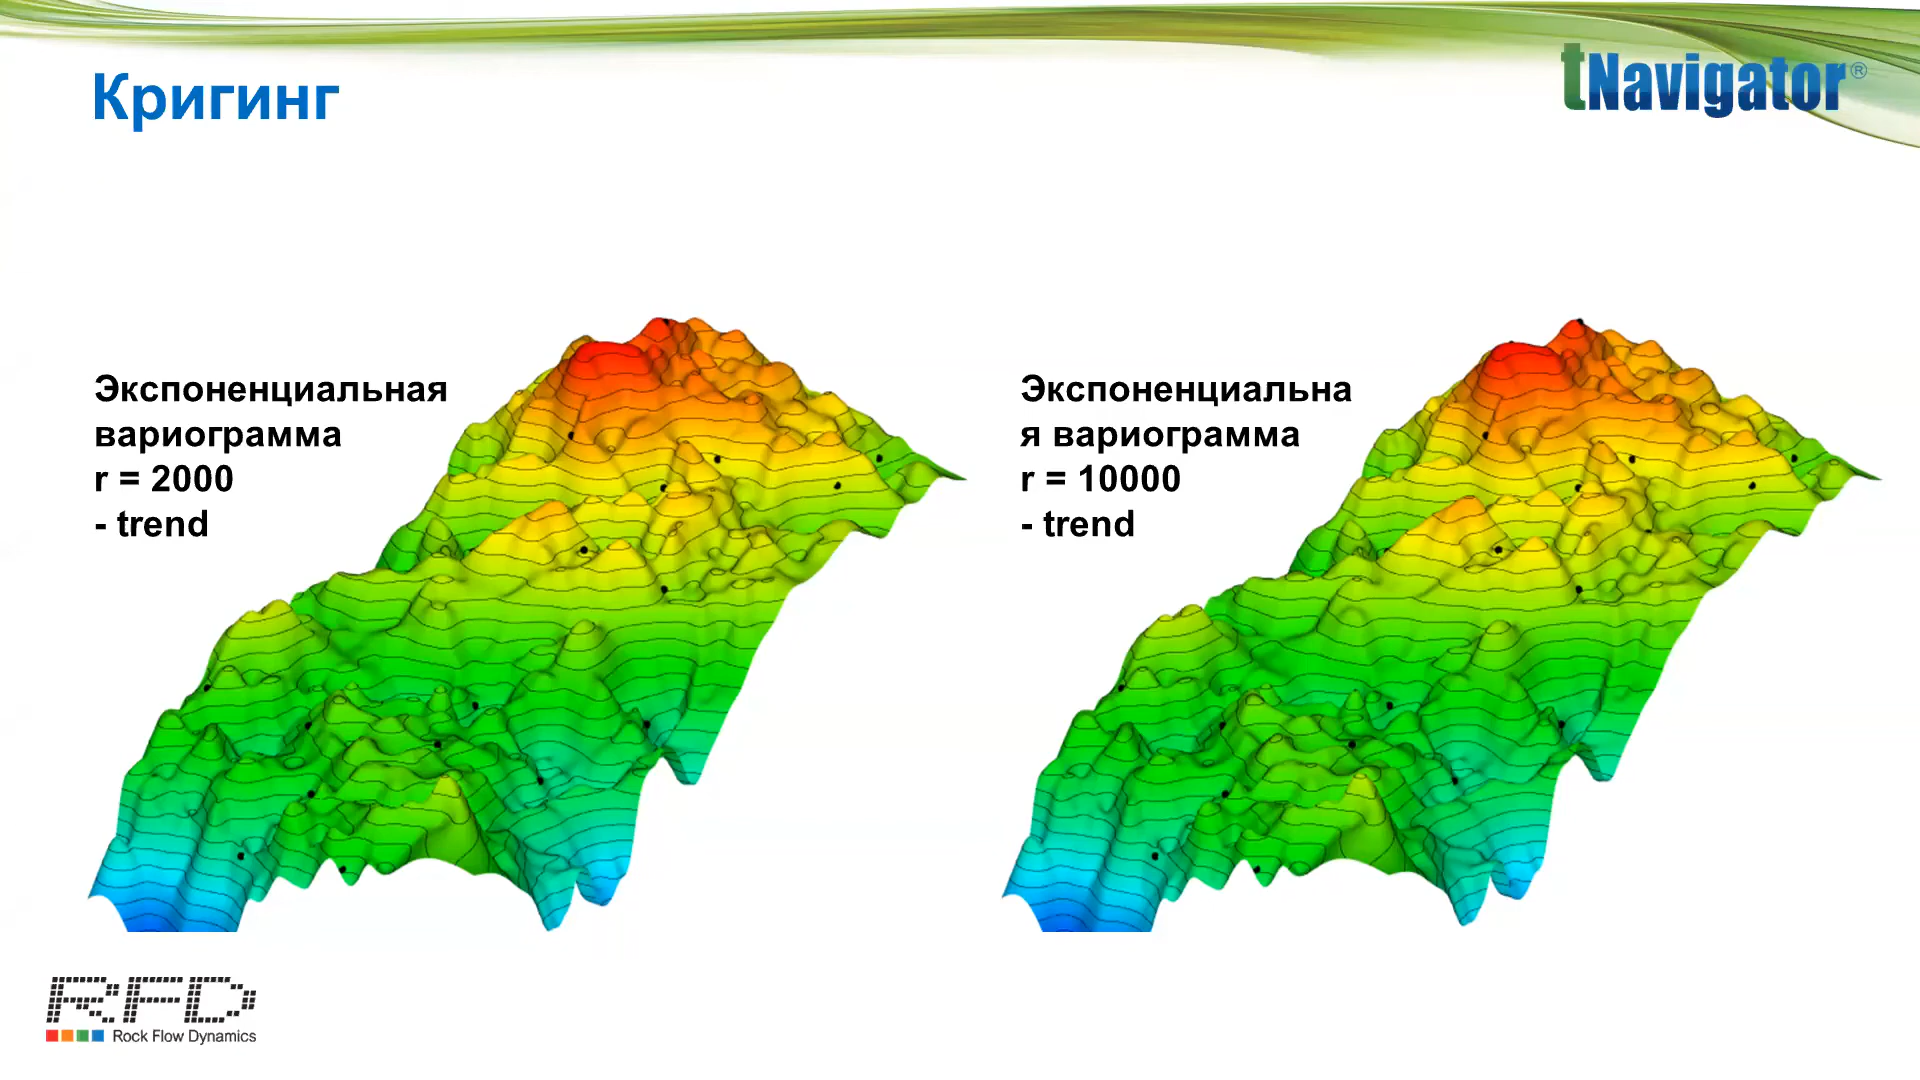 Кригинг
tNavigator®
Экспоненциальная
вариограмма
r = 2000
- trend
Экспоненциальна
я вариограмма
r = 10000
- trend
RFD
Rock Flow Dynamics